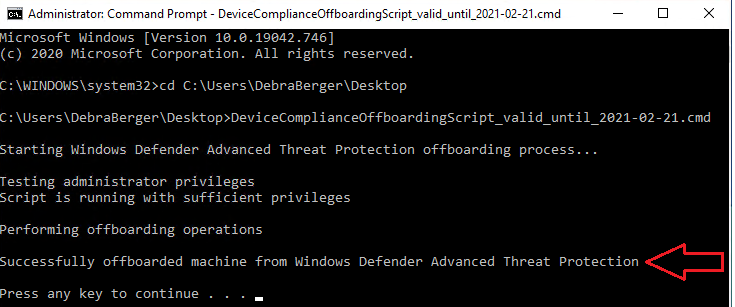 Administrator: Command Prompt - DeviceComplianceOffboardingScript_valid_until_2021-02-21.cmd
Microsoft Windows [Version 10.0.19042.746]
(c) 2020 Microsoft Corporation. All rights reserved.
C:\WINDOWS\system32>cd C:\Users\DebraBerger\Desktop
C:\Users\DebraBerger\Desktop>DeviceComplianceOffboardingScript_valid_until_2021-02-21.cmd
Starting Windows Defender Advanced Threat Protection offboarding process...
Testing administrator privileges
Script is running with sufficient privileges
Performing offboarding operations
Successfully offboarded machine from Windows Defender Advanced Threat Protection
Press any key to continue . . .